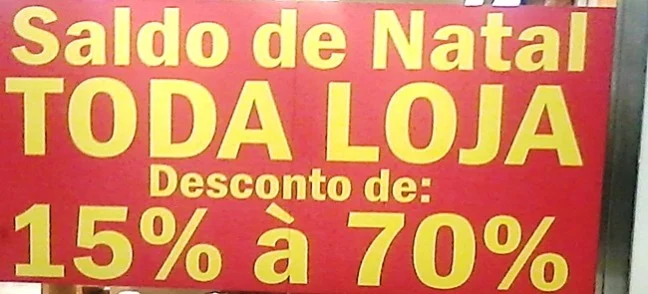 Saldo de Natal
TODA LOJA
Desconto de:
15% à 70%